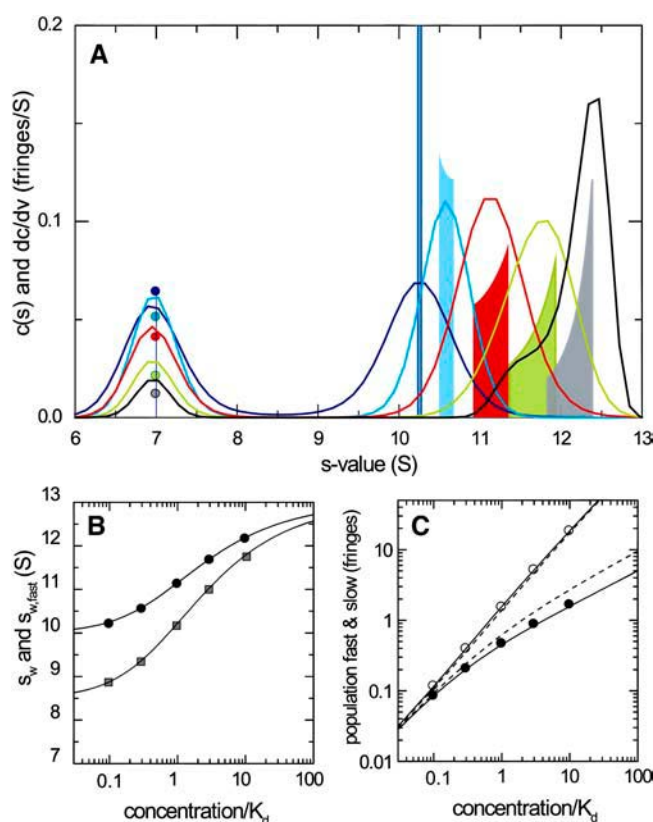 0.2
A
c(s) and dc/dv (fringes/S)
0.1
0.0
6 7 8 9 10 11 12 13
s-value (S)
B
s_w and s_w,fast (S)
13
12
11
10
9
8
7
0.1 1 10 100
concentration/K_d
C
population fast & slow (fringes)
10
1
0.1
0.01
0.1 1 10 100
concentration/K_d